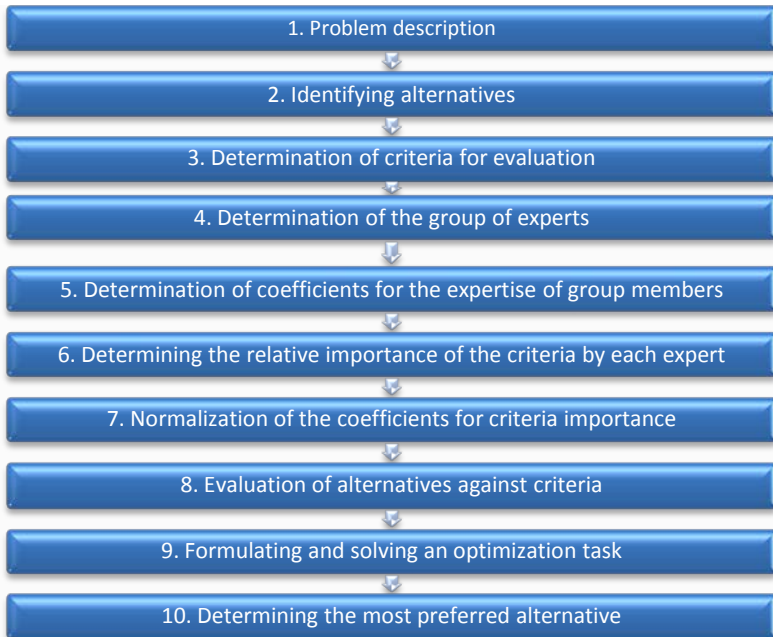 1. Problem description
2. Identifying alternatives
3. Determination of criteria for evaluation
4. Determination of the group of experts
5. Determination of coefficients for the expertise of group members
6. Determining the relative importance of the criteria by each expert
7. Normalization of the coefficients for criteria importance
8. Evaluation of alternatives against criteria
9. Formulating and solving an optimization task
10. Determining the most preferred alternative